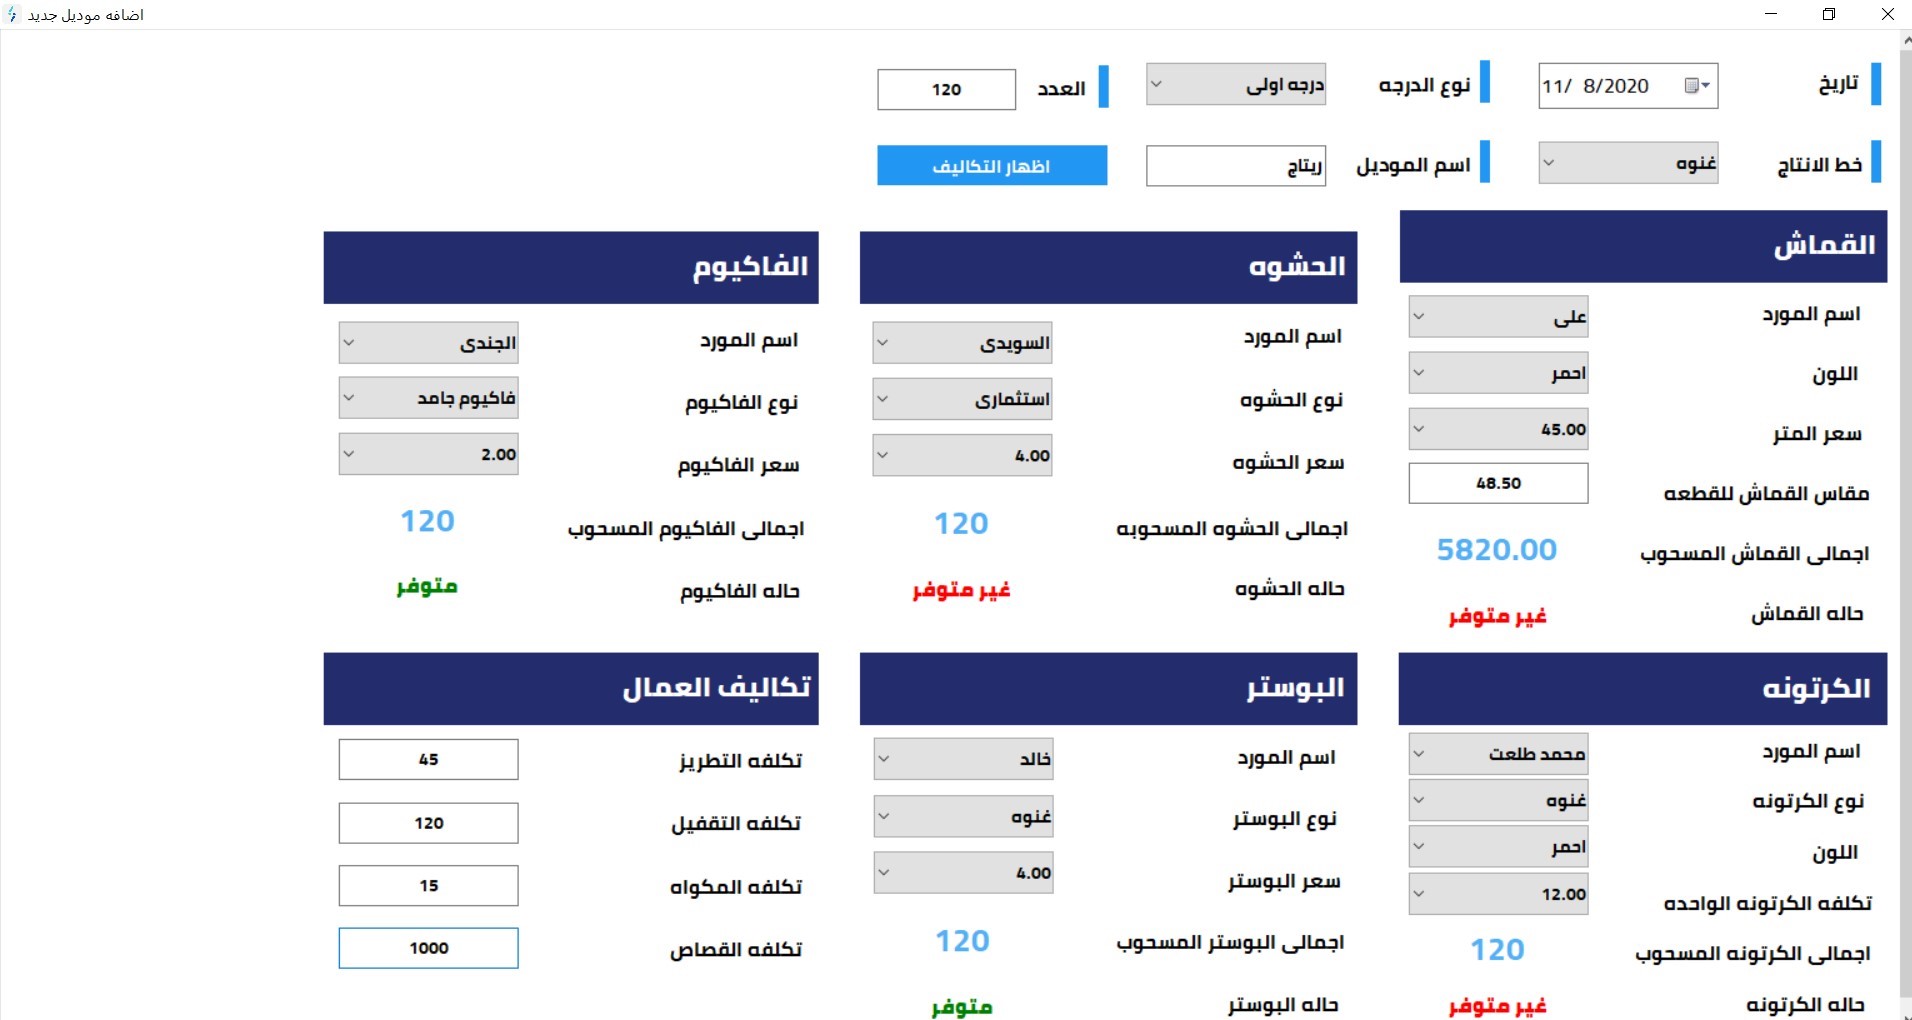 اضافه موديل جديد
تاريخ
11/ 8/2020
نوع الدرجه
درجه اولى
العدد
120
خط الانتاج
غنوه
اسم الموديل
ريتاج
اظهار التكاليف
القماش
اسم المورد
على
اللون
احمر
سعر المتر
45.00
مقاس القماش للقطعه
48.50
اجمالى القماش المسحوب
5820.00
حاله القماش
غير متوفر
الحشوه
اسم المورد
السويدى
نوع الحشوه
استثمارى
سعر الحشوه
4.00
اجمالى الحشوه المسحوبه
120
حاله الحشوه
غير متوفر
الفاكيوم
اسم المورد
الجندى
نوع الفاكيوم
فاكيوم جامد
سعر الفاكيوم
2.00
اجمالى الفاكيوم المسحوب
120
حاله الفاكيوم
متوفر
الكرتونه
اسم المورد
محمد طلعت
نوع الكرتونه
غنوه
اللون
احمر
تكلفه الكرتونه الواحده
12.00
اجمالى الكرتونه المسحوب
120
حاله الكرتونه
غير متوفر
البوستر
اسم المورد
خالد
نوع البوستر
غنوه
سعر البوستر
4.00
اجمالى البوستر المسحوب
120
حاله البوستر
متوفر
تكاليف العمال
تكلفه التطريز
45
تكلفه التقفيل
120
تكلفه المكواه
15
تكلفه القصاص
1000